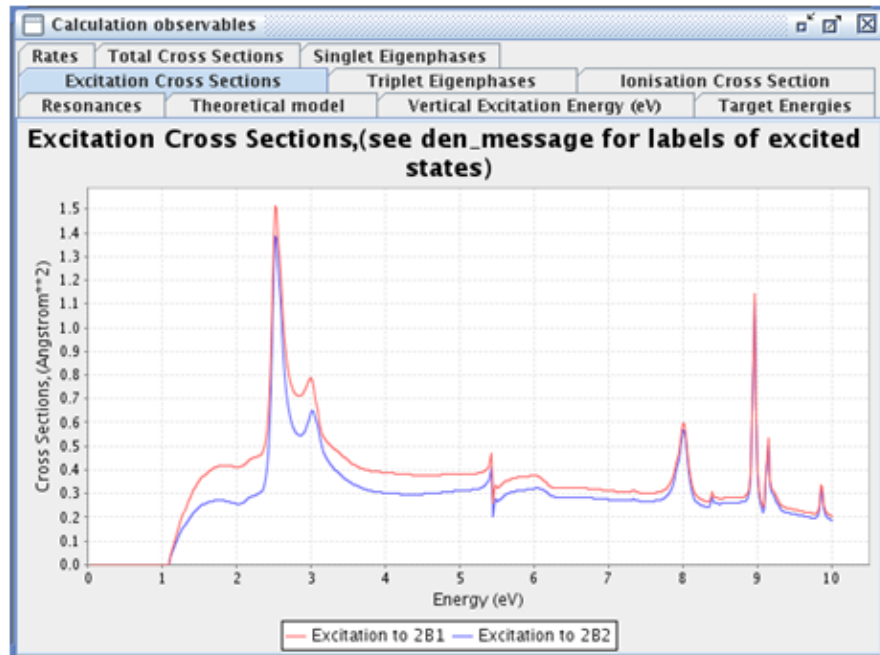 Calculation observables
Rates Total Cross Sections Singlet Eigenphases
Excitation Cross Sections Triplet Eigenphases Ionisation Cross Section
Resonances Theoretical model Vertical Excitation Energy (eV) Target Energies
Excitation Cross Sections,(see den_message for labels of excited
states)
Cross Sections,(Angstrom**2)
1.5
1.4
1.3
1.2
1.1
1.0
0.9
0.8
0.7
0.6
0.5
0.4
0.3
0.2
0.1
0.0
0 1 2 3 4 5 6 7 8 9 10
Energy (eV)
Excitation to 2B1 Excitation to 2B2